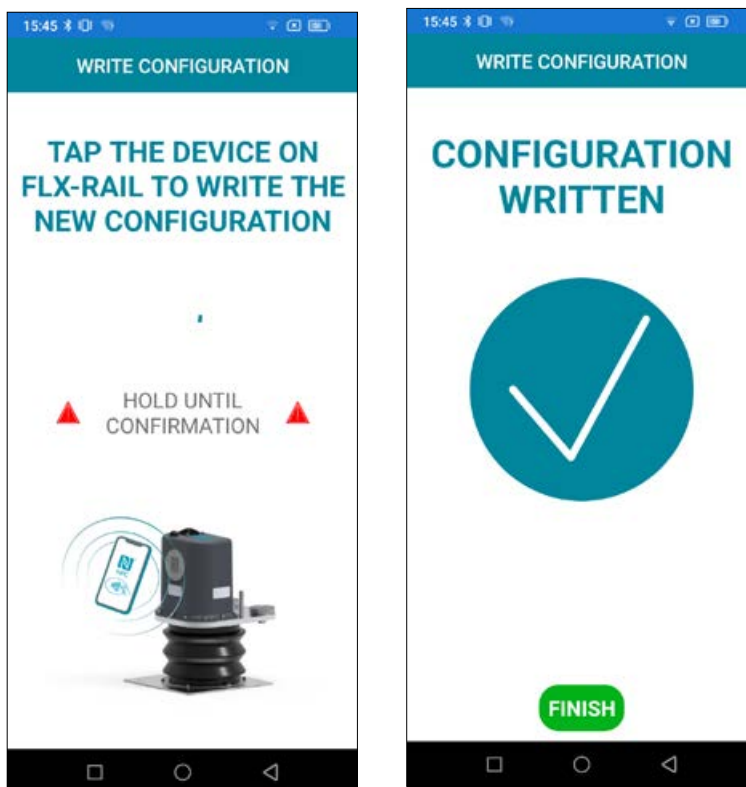 15:45
WRITE CONFIGURATION
TAP THE DEVICE ON
FLX-RAIL TO WRITE THE
NEW CONFIGURATION
HOLD UNTIL
CONFIRMATION
15:45
WRITE CONFIGURATION
CONFIGURATION
WRITTEN
FINISH